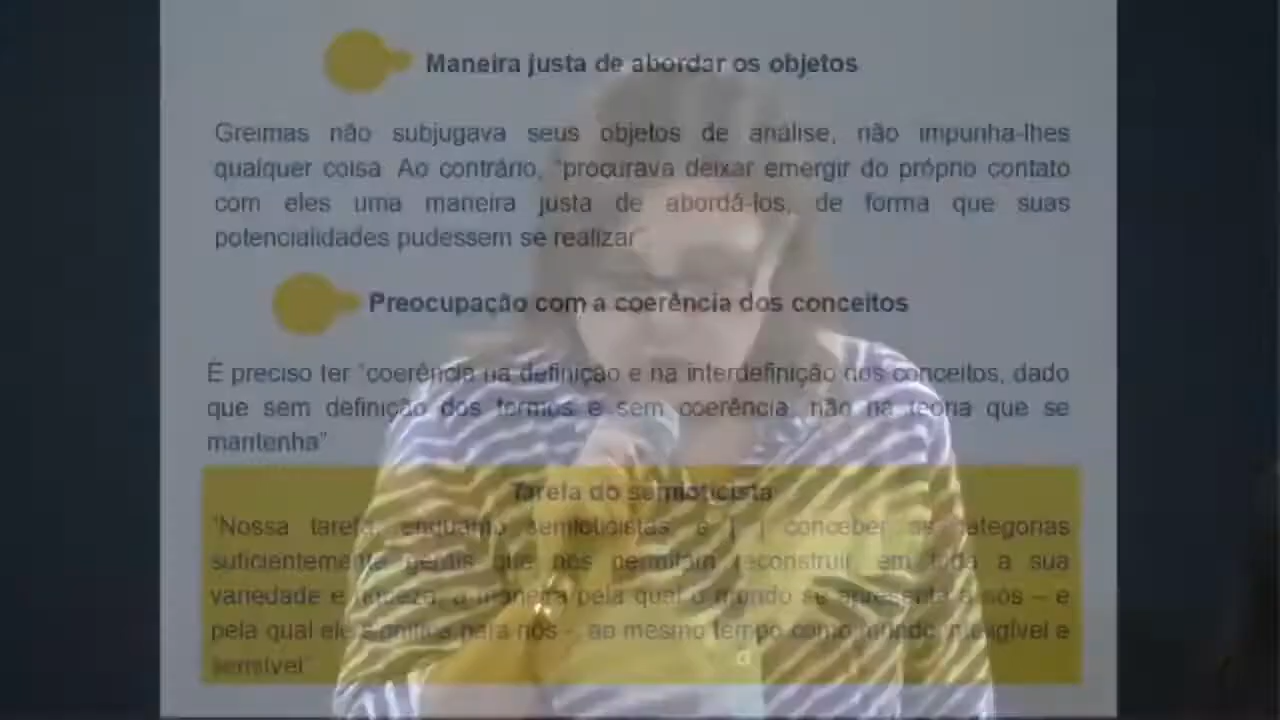 Maneira justa de abordar os objetos
Greimas não subjugava seus objetos de análise, não impunha-lhes
qualquer coisa. Ao contrário, “procurava deixar emergir do próprio contato
com eles uma maneira justa de abordá-los, de forma que suas
potencialidades pudessem se realizar
Preocupação com a coerência dos conceitos
É preciso ter “coerência na definição e na interdefinição dos conceitos, dado
que sem definição dos termos e sem coerência, não há teoria que se
mantenha”
Tarefa do semioticista
“Nossa tarefa, enquanto semioticistas, é [ ] conceber as categorias
suficientemente gerais que nos permitam reconstruir, em toda a sua
variedade e riqueza, a maneira pela qual o mundo se apresenta a nós – e
pela qual ele significa para nós -, ao mesmo tempo como mundo inteligível e
sensível”